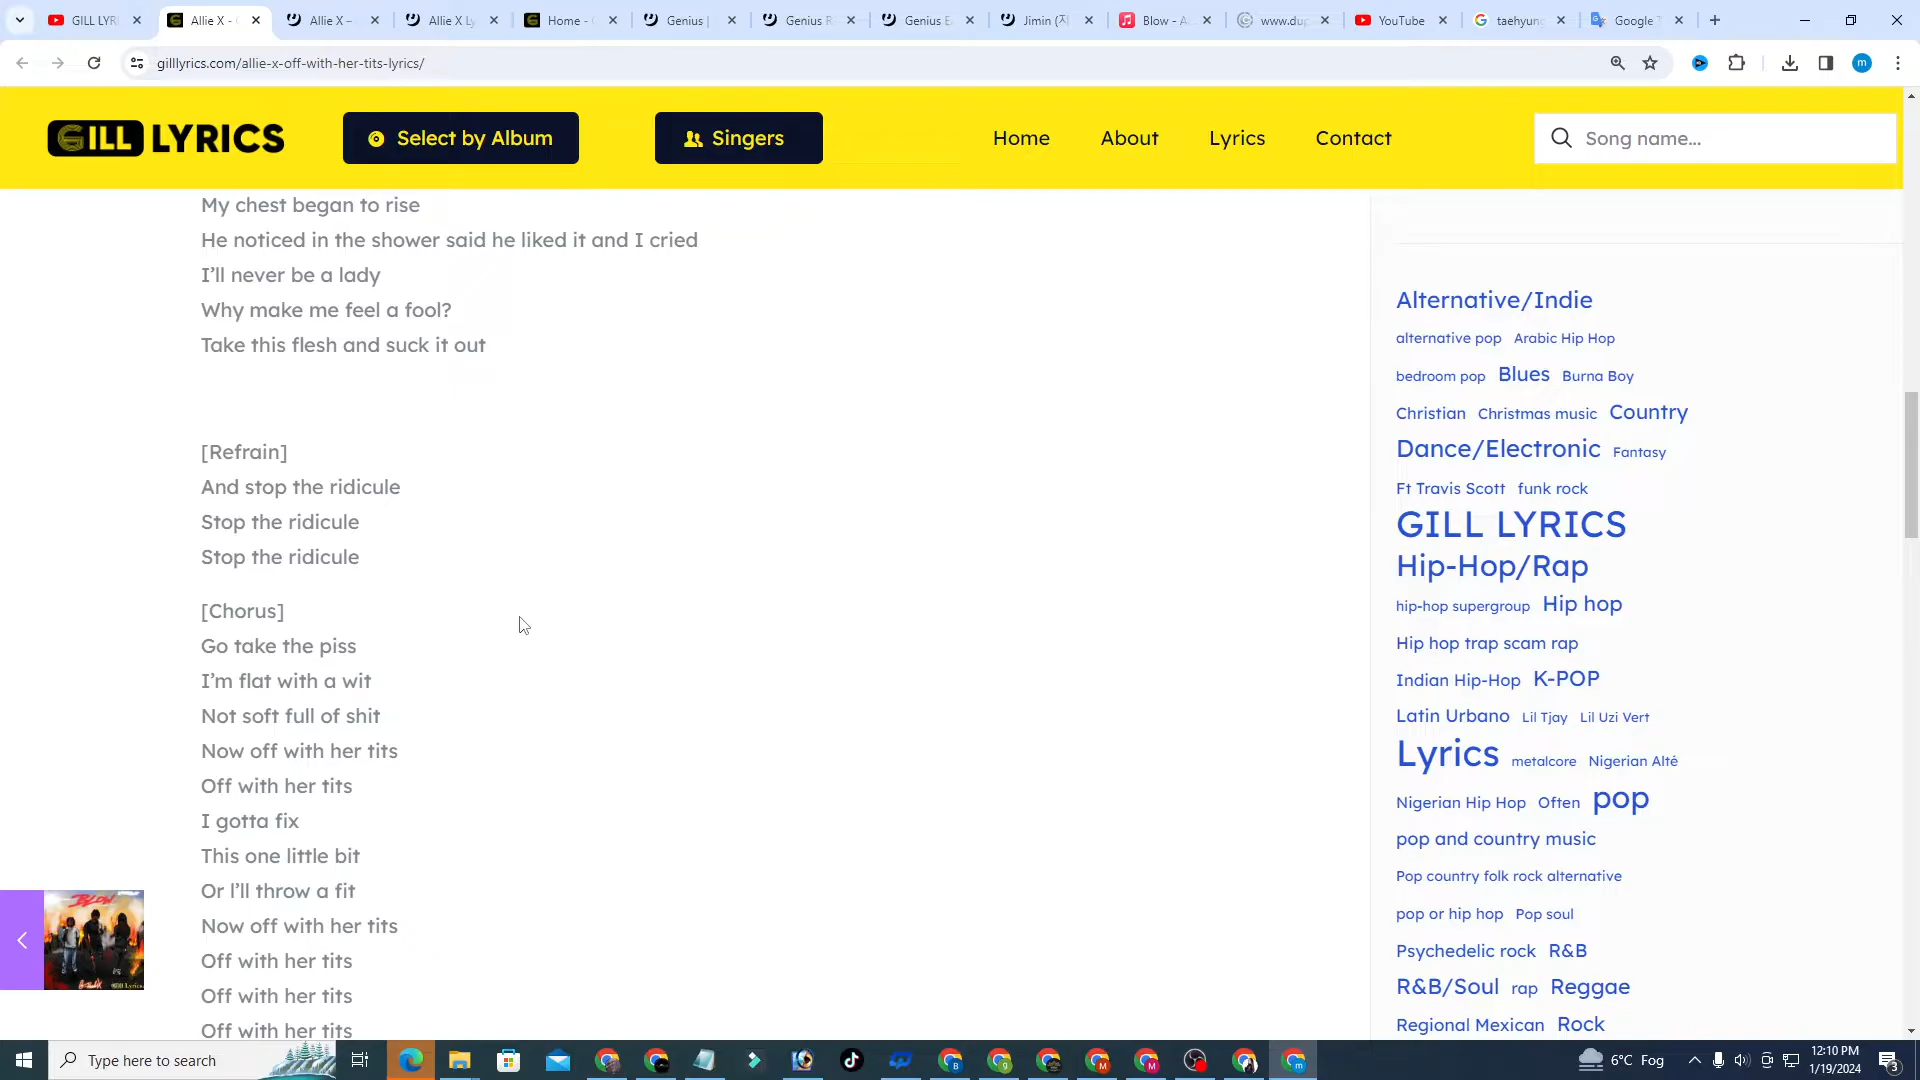 GILL LYRI
Allie X -
Allie X –
Allie X Ly
Home -
Genius |
Genius R
Genius E
Jimin (지
Blow - A
www.dup
YouTube
taehyung
Google T
gilllyrics.com/allie-x-off-with-her-tits-lyrics/
m
GILL LYRICS
Select by Album
Singers
Home
About
Lyrics
Contact
Song name...
My chest began to rise
He noticed in the shower said he liked it and I cried
I’ll never be a lady
Why make me feel a fool?
Take this flesh and suck it out
[Refrain]
And stop the ridicule
Stop the ridicule
Stop the ridicule
[Chorus]
Go take the piss
I’m flat with a wit
Not soft full of shit
Now off with her tits
Off with her tits
I gotta fix
This one little bit
Or l’ll throw a fit
Now off with her tits
Off with her tits
Off with her tits
Off with her tits
BLOW
Gill Lyrics
Alternative/Indie
alternative pop Arabic Hip Hop
bedroom pop Blues Burna Boy
Christian Christmas music Country
Dance/Electronic Fantasy
Ft Travis Scott funk rock
GILL LYRICS
Hip-Hop/Rap
hip-hop supergroup Hip hop
Hip hop trap scam rap
Indian Hip-Hop K-POP
Latin Urbano Lil Tjay Lil Uzi Vert
Lyrics metalcore Nigerian Alté
Nigerian Hip Hop Often pop
pop and country music
Pop country folk rock alternative
pop or hip hop Pop soul
Psychedelic rock R&B
R&B/Soul rap Reggae
Regional Mexican Rock
Type here to search
6°C Fog
12:10 PM
1/19/2024
3